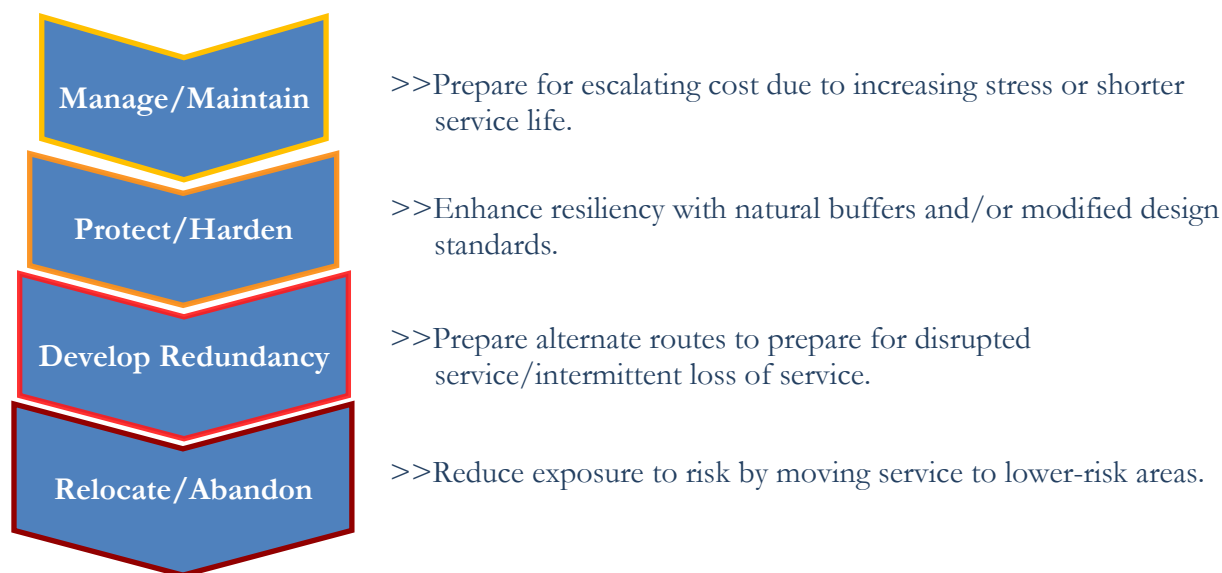 Manage/Maintain
>>Prepare for escalating cost due to increasing stress or shorter
service life.
Protect/Harden
>>Enhance resiliency with natural buffers and/or modified design
standards.
Develop Redundancy
>>Prepare alternate routes to prepare for disrupted
service/intermittent loss of service.
Relocate/Abandon
>>Reduce exposure to risk by moving service to lower-risk areas.